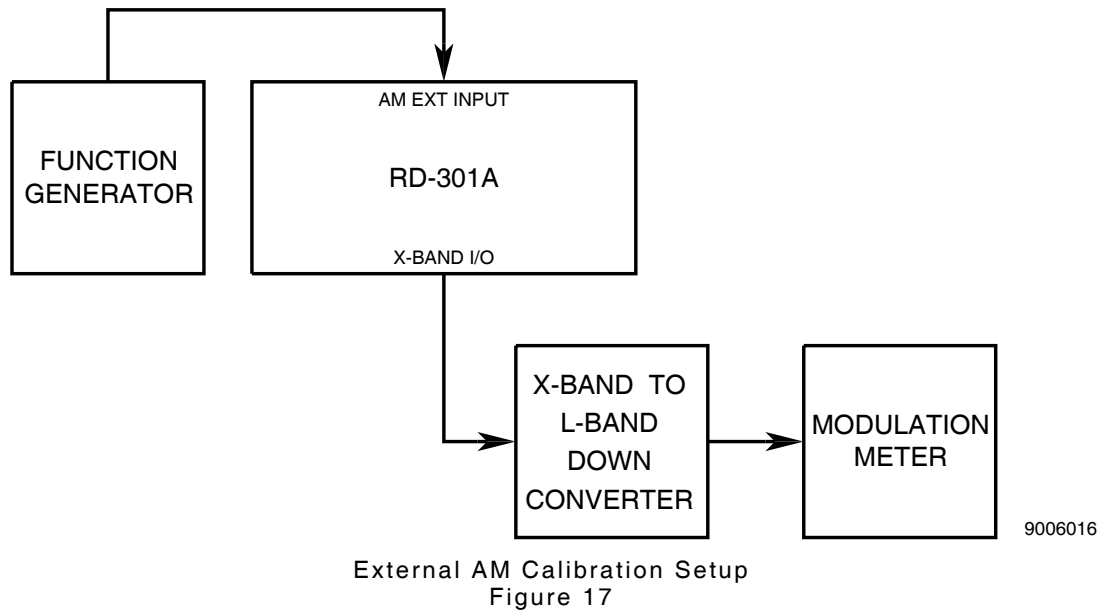 AM EXT INPUT
FUNCTION
GENERATOR
RD-301A
X-BAND I/O
X-BAND TO
L-BAND
DOWN
CONVERTER
MODULATION
METER
9006016
External AM Calibration Setup
Figure 17